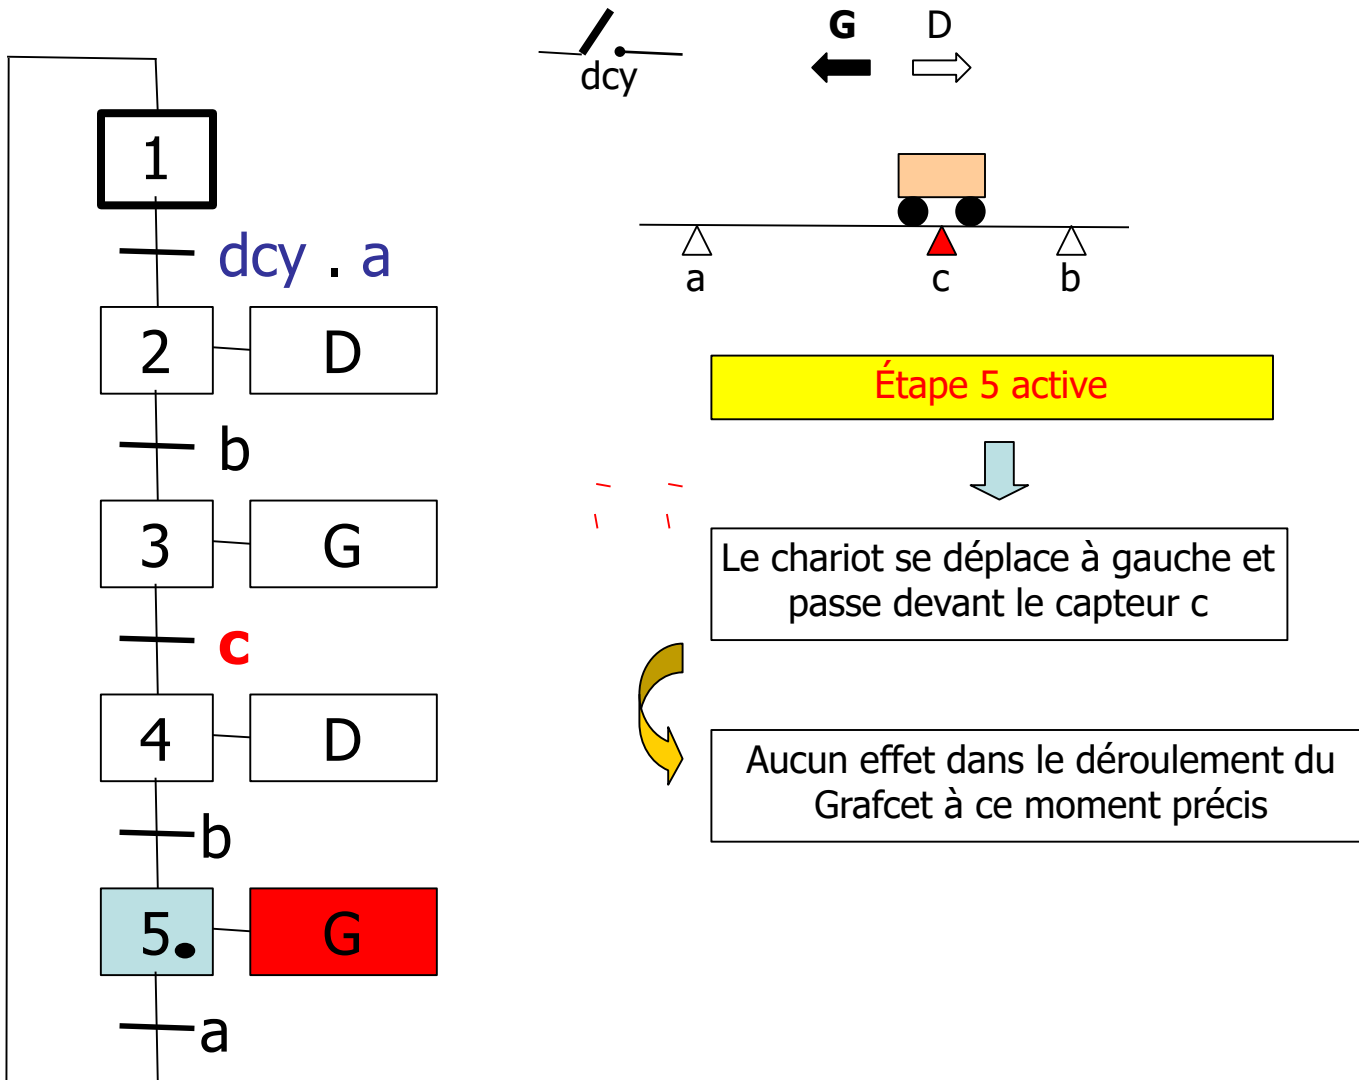 dcy
G D
1
dcy . a
a c b
2 D
Étape 5 active
b
3 G
Le chariot se déplace à gauche et
passe devant le capteur c
c
4 D
Aucun effet dans le déroulement du
Grafcet à ce moment précis
b
5 G
a